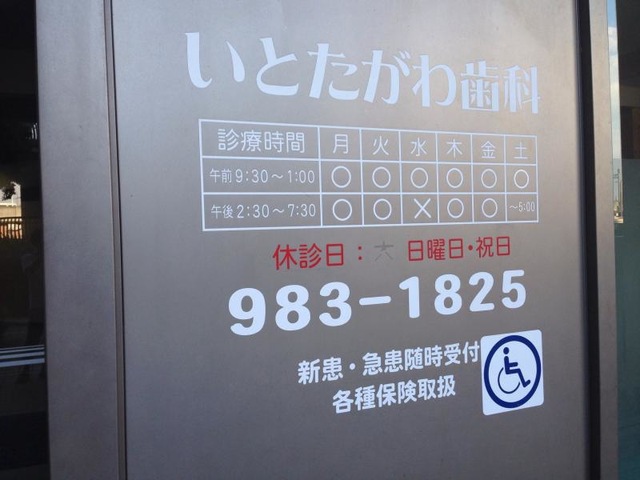 いとたがわ歯科
診療時間 月 火 水 木 金 土
午前 9:30〜1:00 ○ ○ ○ ○ ○ ○
午後 2:30〜7:30 ○ ○ × ○ ○ 〜5:00
休診日： 日曜日・祝日
983-1825
新患・急患随時受付
各種保険取扱